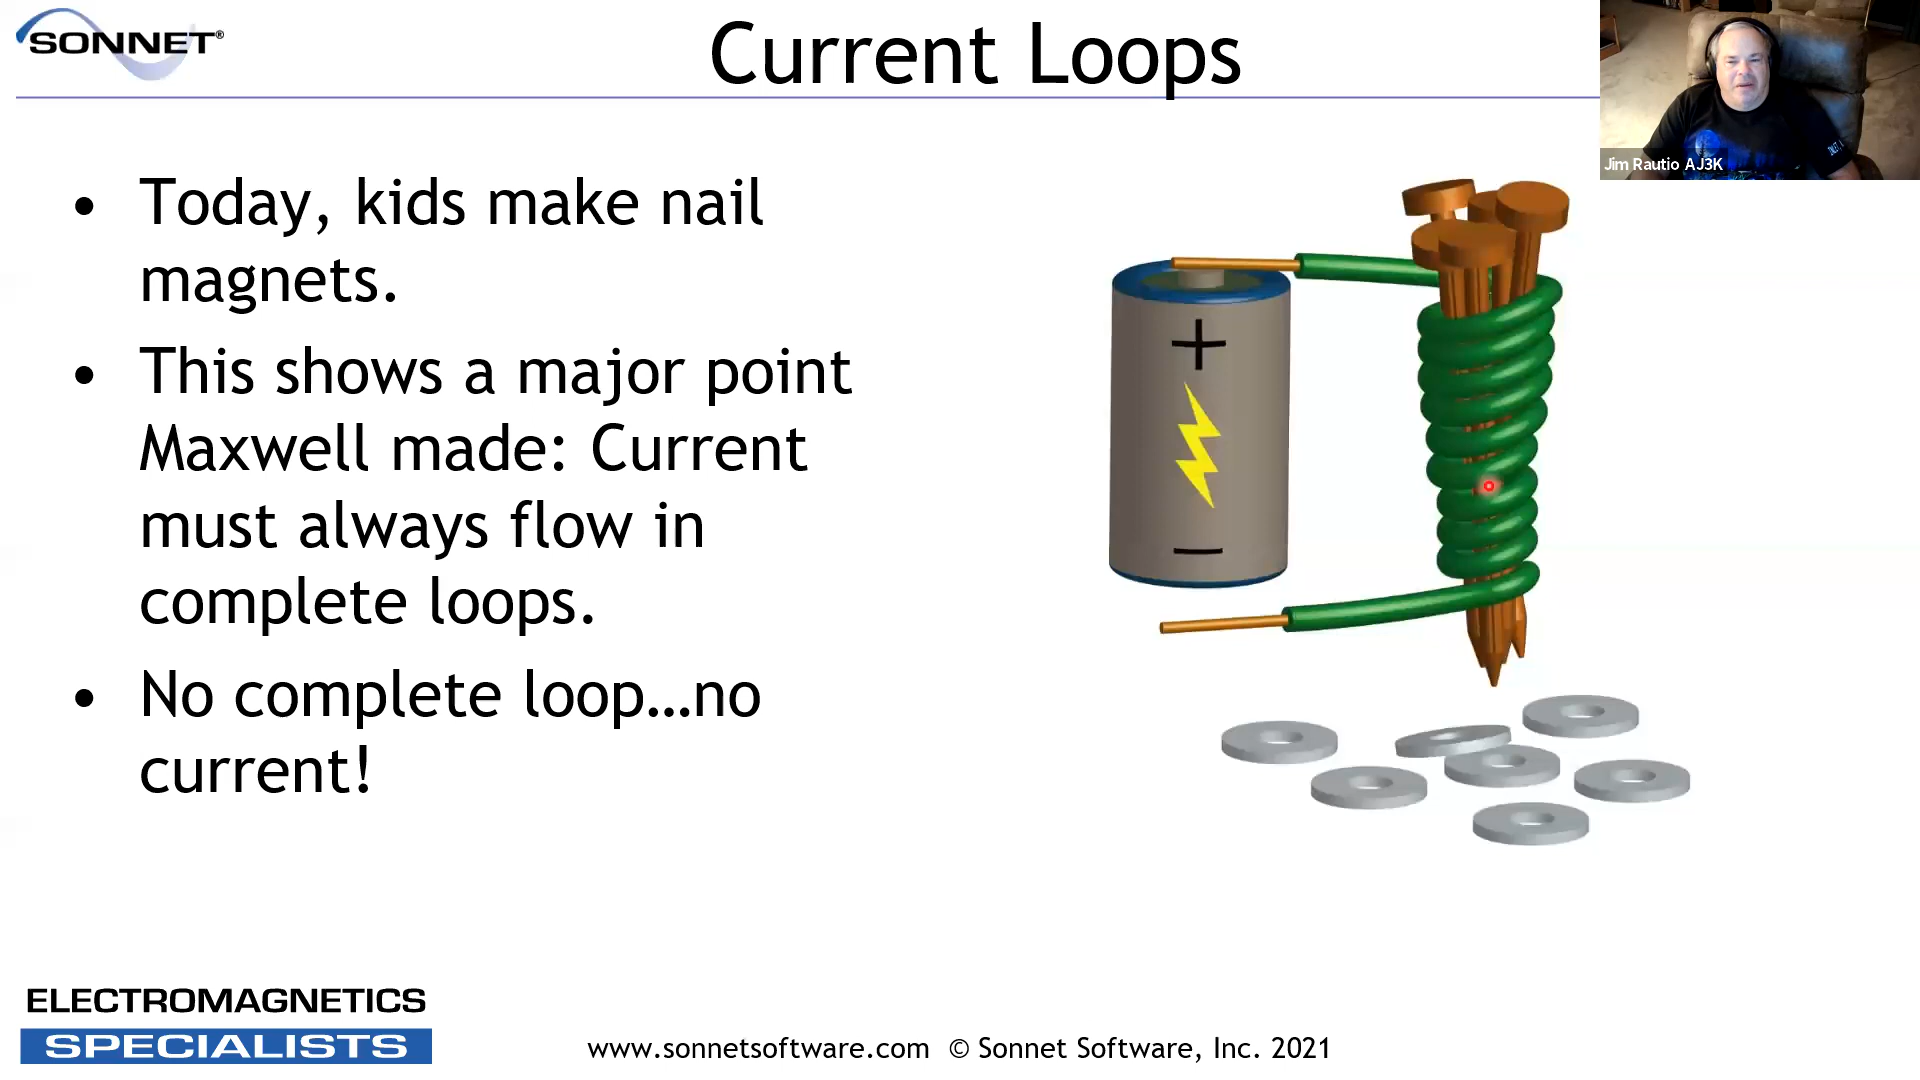 SONNET®
Current Loops
Jim Rautio AJ3K
• Today, kids make nail
magnets.
• This shows a major point
Maxwell made: Current
must always flow in
complete loops.
• No complete loop...no
current!
+
−
ELECTROMAGNETICS
SPECIALISTS
www.sonnetsoftware.com © Sonnet Software, Inc. 2021